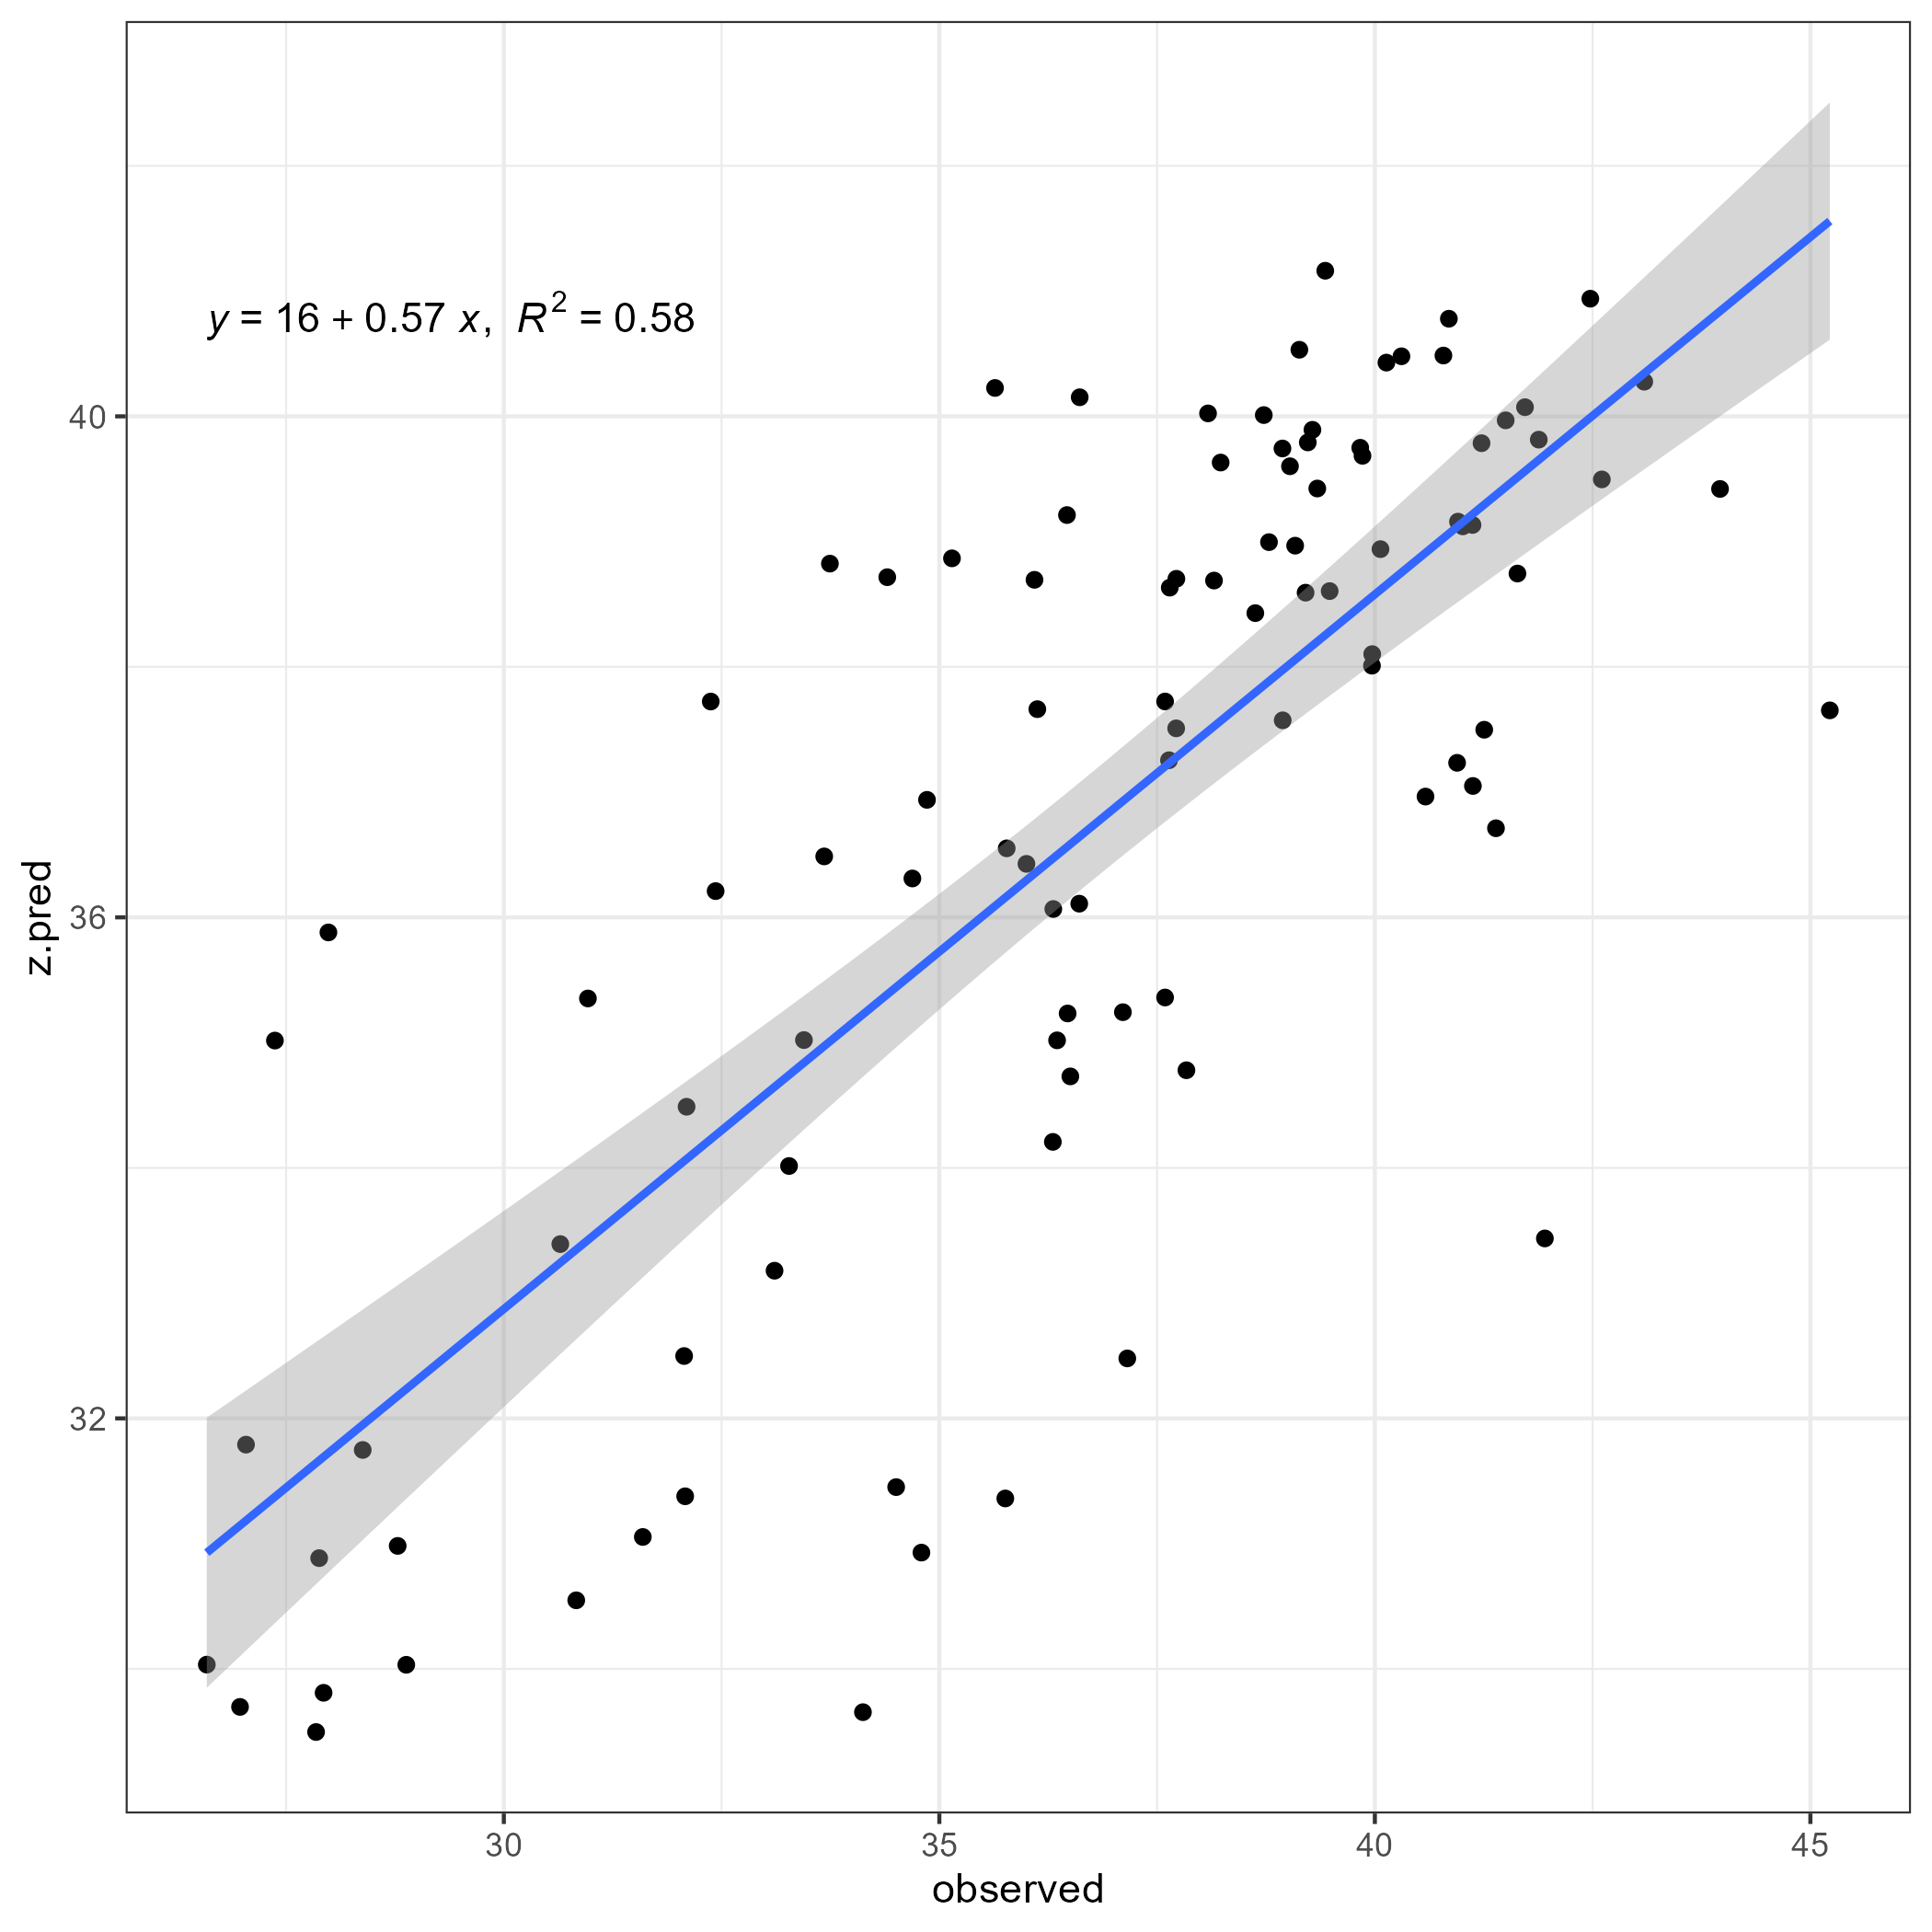 y = 16 + 0.57 x, R² = 0.58
40
36
32
z.pred
30 35 40 45
observed